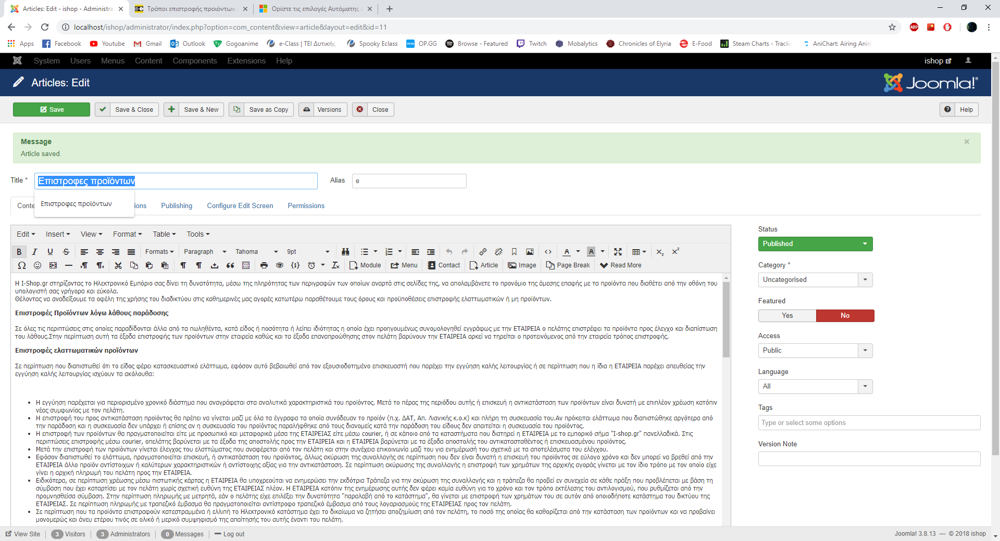 Articles: Edit - ishop - Administra
Τρόποι επιστροφής προιόντων
Ορίστε τις επιλογές Αυτόματης
localhost/ishop/administrator/index.php?option=com_content&view=article&layout=edit&id=11
ABP
Apps Facebook Youtube Gmail Outlook Gogoanime e-Class | ΤΕΙ Δυτικής Spooky Eclass OP.GG Browse - Featured Twitch Mobalytics Chronicles of Elyria E-Food Steam Charts - Trackin AniChart: Airing Anim
System Users Menus Content Components Extensions Help ishop
Articles: Edit Joomla!®
Save Save & Close Save & New Save as Copy Versions Close Help
Message
Article saved.
Title * Επιστροφες προϊόντων Alias e
Επιστροφες προϊόντων
Conte ions Publishing Configure Edit Screen Permissions
Edit Insert View Format Table Tools
Formats Paragraph Tahoma 9pt
Module Menu Contact Article Image Page Break Read More
Η I-Shop.gr στηρίζοντας το Ηλεκτρονικό Εμπόριο σας δίνει τη δυνατότητα, μέσω της πληρότητας των περιγραφών των οποίων αναρτά στις σελίδες της, να απολαμβάνετε το προνόμιο της άμεσης επαφής με τα προϊόντα που διαθέτει από την οθόνη του
υπολογιστή σας γρήγορα και εύκολα.
Θέλοντας να αναδείξουμε τα οφέλη της χρήσης του διαδικτύου στις καθημερινές μας αγορές κατωτέρω παραθέτουμε τους όρους και προϋποθέσεις επιστροφής ελαττωματικών ή μη προϊόντων.
Επιστροφές Προϊόντων λόγω λάθους παράδοσης
Σε όλες τις περιπτώσεις στις οποίες παραδίδονται άλλα από τα πωληθέντα, κατά είδος ή ποσότητα ή λείπει ιδιότητας η οποία έχει προηγουμένως συνομολογηθεί εγγράφως με την ΕΤΑΙΡΕΙΑ ο πελάτης επιστρέφει τα προϊόντα προς έλεγχο και διαπίστωση
του λάθους.Στην περίπτωση αυτή τα έξοδα επιστροφής των προϊόντων στην εταιρεία καθώς και τα έξοδα επαναπροώθησης στον πελάτη βαρύνουν την ΕΤΑΙΡΕΙΑ αρκεί να τηρείται ο προτεινόμενος από την εταιρεία τρόπος επιστροφής.
Επιστροφές ελαττωματικών προϊόντων
Σε περίπτωση που διαπιστωθεί ότι το είδος φέρει κατασκευαστικό ελάττωμα, εφόσον αυτό βεβαιωθεί από τον εξουσιοδοτημένο επισκευαστή που παρέχει την εγγύηση καλής λειτουργίας ή σε περίπτωση που η ίδια η ΕΤΑΙΡΕΙΑ παρέχει απευθείας την
εγγύηση καλής λειτουργίας ισχύουν τα ακόλουθα:
• Η εγγύηση παρέχεται για περιορισμένο χρονικό διάστημα που αναγράφεται στα αναλυτικά χαρακτηριστικά του προϊόντος. Μετά το πέρας της περιόδου αυτής ή επισκευή η αντικατάσταση των προϊόντων είναι δυνατή με επιπλέον χρέωση κατόπιν
νέας συμφωνίας με τον πελάτη.
• Η επιστροφή του προς αντικατάσταση προϊόντος θα πρέπει να γίνεται μαζί με όλα τα έγγραφα τα οποία συνόδευαν το προϊόν (π.χ. ΔΑΤ, Απ. Λιανικής κ.ο.κ) και πλήρη τη συσκευασία του.Αν πρόκειται ελάττωμα που διαπιστώθηκε αργότερα από
την παράδοση και η συσκευασία δεν υπάρχει ή επίσης αν η συσκευασία του προϊόντος παραλήφθηκε από τους διανομείς κατά την παράδοση του είδους δεν απαιτείται η συσκευασία του προϊόντος.
• Η επιστροφή των προϊόντων θα πραγματοποιείται είτε με προσωπικό και μεταφορικά μέσα της ΕΤΑΙΡΕΙΑΣ είτε μέσω courier, ή σε κάποιο από τα καταστήματα που διατηρεί η ΕΤΑΙΡΕΙΑ με το εμπορικό σήμα "I-shop.gr" πανελλαδικά. Στις
περιπτώσεις επιστροφής μέσω courier, οπελάτης βαρύνεται με τα έξοδα της αποστολής προς την ΕΤΑΙΡΕΙΑ και η ΕΤΑΙΡΕΙΑ βαρύνεται με τα έξοδα αποστολής του αντικατασταθέντος ή επισκευασμένου προϊόντος.
• Μετά την επιστροφή των προϊόντων γίνεται έλεγχος του ελαττώματος που αναφέρεται από τον πελάτη και στην συνέχεια επικοινωνία μαζί του για ενημέρωσή του σχετικά με τα αποτελέσματα του ελέγχου.
• Εφόσον διαπιστωθεί το ελάττωμα, πραγματοποιείται επισκευή, ή αντικατάσταση του προϊόντος, άλλως ακύρωση της συναλλαγής σε περίπτωση που δεν είναι δυνατή η επισκευή του προϊόντος σε εύλογο χρόνο και δεν μπορεί να βρεθεί από την
ΕΤΑΙΡΕΙΑ άλλο προϊόν αντίστοιχων ή καλύτερων χαρακτηριστικών ή αντίστοιχης αξίας για την αντικατάσταση. Σε περίπτωση ακύρωσης της συναλλαγής η επιστροφή των χρημάτων της αρχικής αγοράς γίνεται με τον ίδιο τρόπο με τον οποίο είχε
γίνει η αρχική πληρωμή του πελάτη προς την ΕΤΑΙΡΕΙΑ.
• Ειδικότερα, σε περίπτωση χρέωσης μέσω πιστωτικής κάρτας η ΕΤΑΙΡΕΙΑ θα υποχρεούται να ενημερώσει την εκδότρια Τράπεζα για την ακύρωση της συναλλαγής και η τράπεζα θα προβεί εν συνεχεία σε κάθε πράξη που προβλέπεται με βάση τη
σύμβαση που έχει καταρτίσει με τον πελάτη χωρίς σχετική ευθύνη της ΕΤΑΙΡΕΙΑΣ πλέον. Η ΕΤΑΙΡΕΙΑ κατόπιν της ενημέρωσης αυτής δεν φέρει καμία ευθύνη για το χρόνο και τον τρόπο εκτέλεσης του αντιλογισμού, που ρυθμίζεται από την
προμνησθείσα σύμβαση. Στην περίπτωση πληρωμής με μετρητά, εάν ο πελάτης είχε επιλέξει την δυνατότητα "παραλαβή από το κατάστημα", θα γίνεται με επιστροφή των χρημάτων του σε αυτόν από οποιοδήποτε κατάστημα του δικτύου της
ΕΤΑΙΡΕΙΑΣ. Σε περίπτωση πληρωμής με τραπεζικό έμβασμα θα πραγματοποιείται αντίστροφο τραπεζικό έμβασμα από τους λογαριασμούς της ΕΤΑΙΡΕΙΑΣ προς τον πελάτη.
• Σε περίπτωση που τα προϊόντα επιστραφούν κατεστραμμένα ή ελλιπή το Ηλεκτρονικό κατάστημα έχει το δικαίωμα να ζητήσει αποζημίωση από τον πελάτη, το ποσό της οποίας θα καθορίζεται από την κατάσταση των προϊόντων και να προβαίνει
μονομερώς και άνευ ετέρου τινός σε ολικό ή μερικό συμψηφισμό της απαίτησής του αυτής έναντι του πελάτη.
Status
Published
Category *
Uncategorised
Featured
Yes No
Access
Public
Language
All
Tags
Type or select some options
Version Note
View Site 3 Visitors 3 Administrators 0 Messages Log out Joomla! 3.8.13 — © 2018 ishop